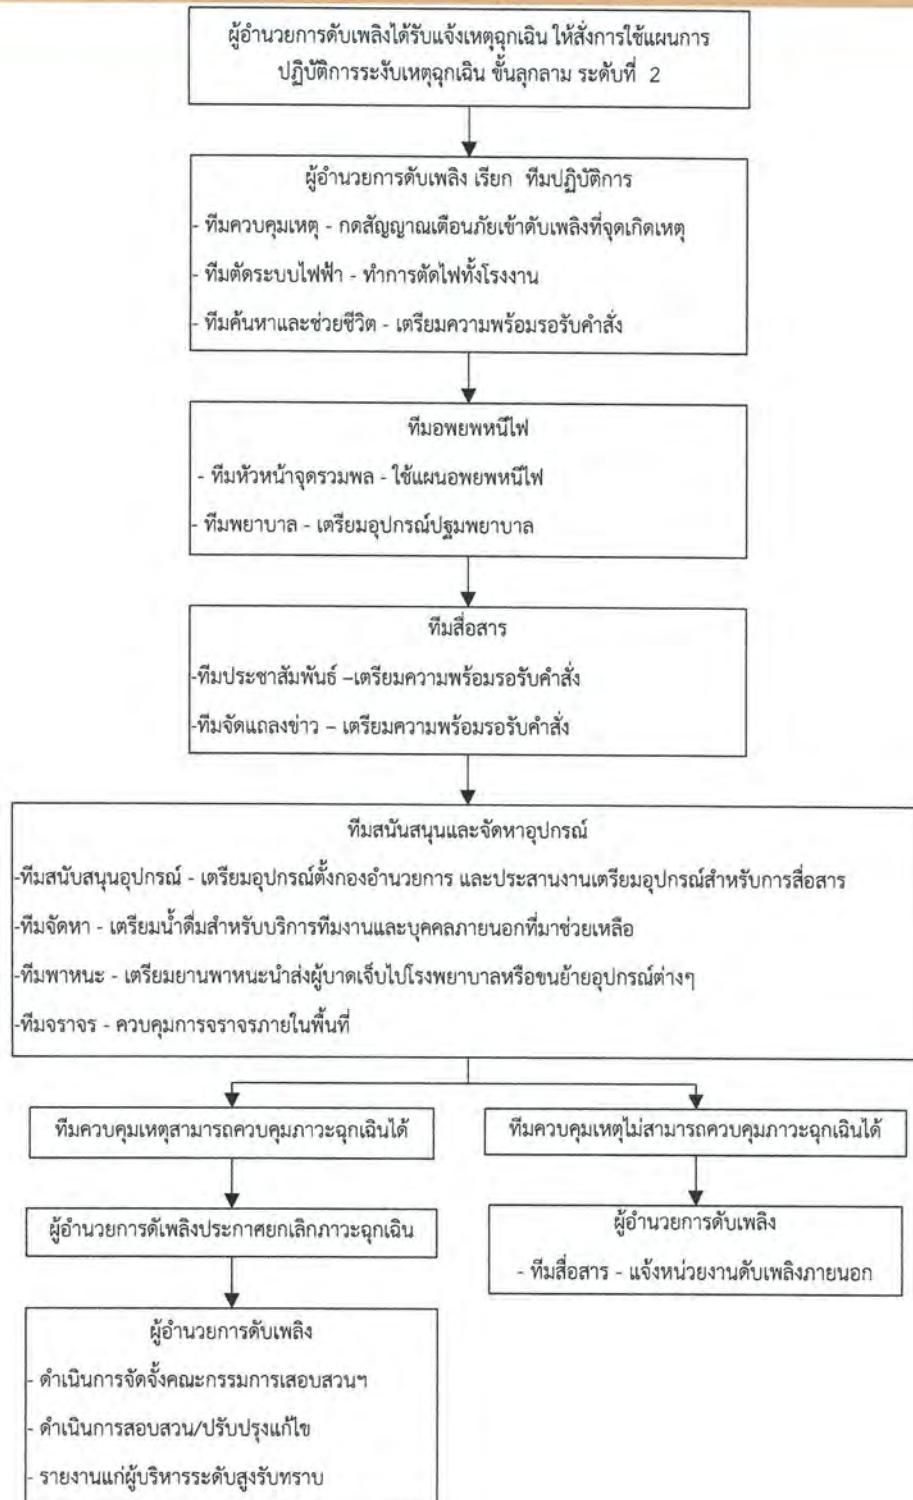 ผู้อำนวยการดับเพลิงได้รับแจ้งเหตุฉุกเฉิน ให้สั่งการใช้แผนการ
ปฏิบัติการระงับเหตุฉุกเฉิน ขั้นลุกลาม ระดับที่ 2
ผู้อำนวยการดับเพลิง เรียก ทีมปฏิบัติการ
- ทีมควบคุมเหตุ - กดสัญญาณเตือนภัยเข้าดับเพลิงที่จุดเกิดเหตุ
- ทีมตัดระบบไฟฟ้า - ทำการตัดไฟทั้งโรงงาน
- ทีมค้นหาและช่วยชีวิต - เตรียมความพร้อมรอรับคำสั่ง
ทีมอพยพหนีไฟ
- ทีมหัวหน้าจุดรวมพล - ใช้แผนอพยพหนีไฟ
- ทีมพยาบาล - เตรียมอุปกรณ์ปฐมพยาบาล
ทีมสื่อสาร
-ทีมประชาสัมพันธ์ –เตรียมความพร้อมรอรับคำสั่ง
-ทีมจัดแถลงข่าว – เตรียมความพร้อมรอรับคำสั่ง
ทีมสนันสนุนและจัดหาอุปกรณ์
-ทีมสนับสนุนอุปกรณ์ - เตรียมอุปกรณ์ตั้งกองอำนวยการ และประสานงานเตรียมอุปกรณ์สำหรับการสื่อสาร
-ทีมจัดหา - เตรียมน้ำดื่มสำหรับบริการทีมงานและบุคคลภายนอกที่มาช่วยเหลือ
-ทีมพาหนะ - เตรียมยานพาหนะนำส่งผู้บาดเจ็บไปโรงพยาบาลหรือขนย้ายอุปกรณ์ต่างๆ
-ทีมจราจร - ควบคุมการจราจรภายในพื้นที่
ทีมควบคุมเหตุสามารถควบคุมภาวะฉุกเฉินได้
ทีมควบคุมเหตุไม่สามารถควบคุมภาวะฉุกเฉินได้
ผู้อำนวยการดัเพลิงประกาศยกเลิกภาวะฉุกเฉิน
ผู้อำนวยการดับเพลิง
- ทีมสื่อสาร - แจ้งหน่วยงานดับเพลิงภายนอก
ผู้อำนวยการดับเพลิง
- ดำเนินการจัดจั้งคณะกรรมการเสอบสวนฯ
- ดำเนินการสอบสวน/ปรับปรุงแก้ไข
- รายงานแก่ผู้บริหารระดับสูงรับทราบ